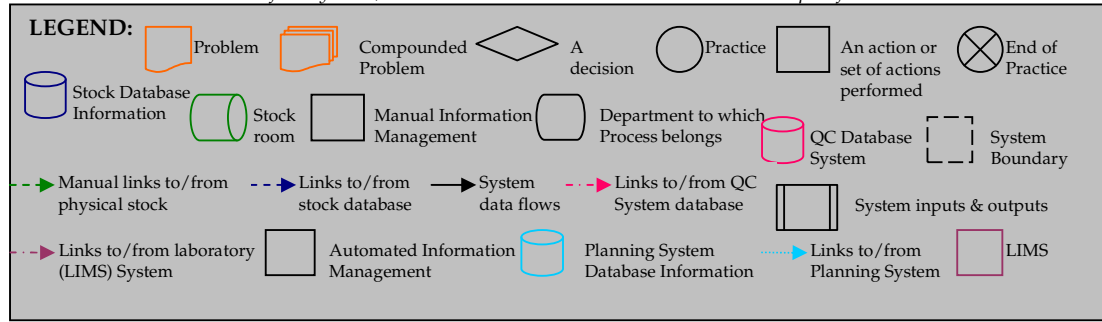 LEGEND:
Problem
Compounded
Problem
A
decision
Practice
An action or
set of actions
performed
End of
Practice
Stock Database
Information
Stock
room
Manual Information
Management
Department to which
Process belongs
QC Database
System
System
Boundary
Manual links to/from
physical stock
Links to/from
stock database
System
data flows
Links to/from QC
System database
System inputs & outputs
Links to/from laboratory
(LIMS) System
Automated Information
Management
Planning System
Database Information
Links to/from
Planning System
LIMS